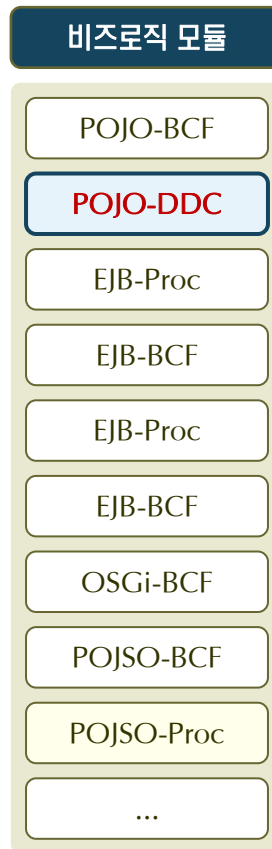 비즈로직 모듈
POJO-BCF
POJO-DDC
EJB-Proc
EJB-BCF
EJB-Proc
EJB-BCF
OSGi-BCF
POJSO-BCF
POJSO-Proc
...